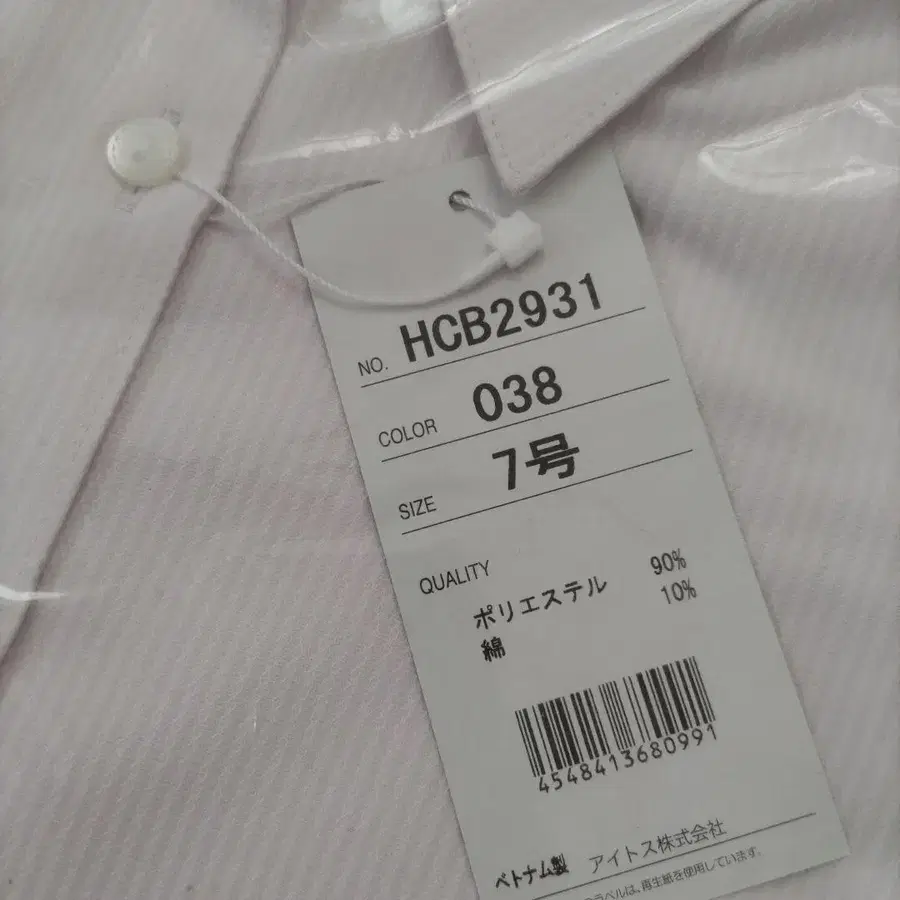 NO. HCB2931
COLOR 038
SIZE 7号
QUALITY
ポリエステル 90%
綿 10%
4548413680991
ベトナム製 アイトス株式会社
ラベルは、再生紙を使用しています。